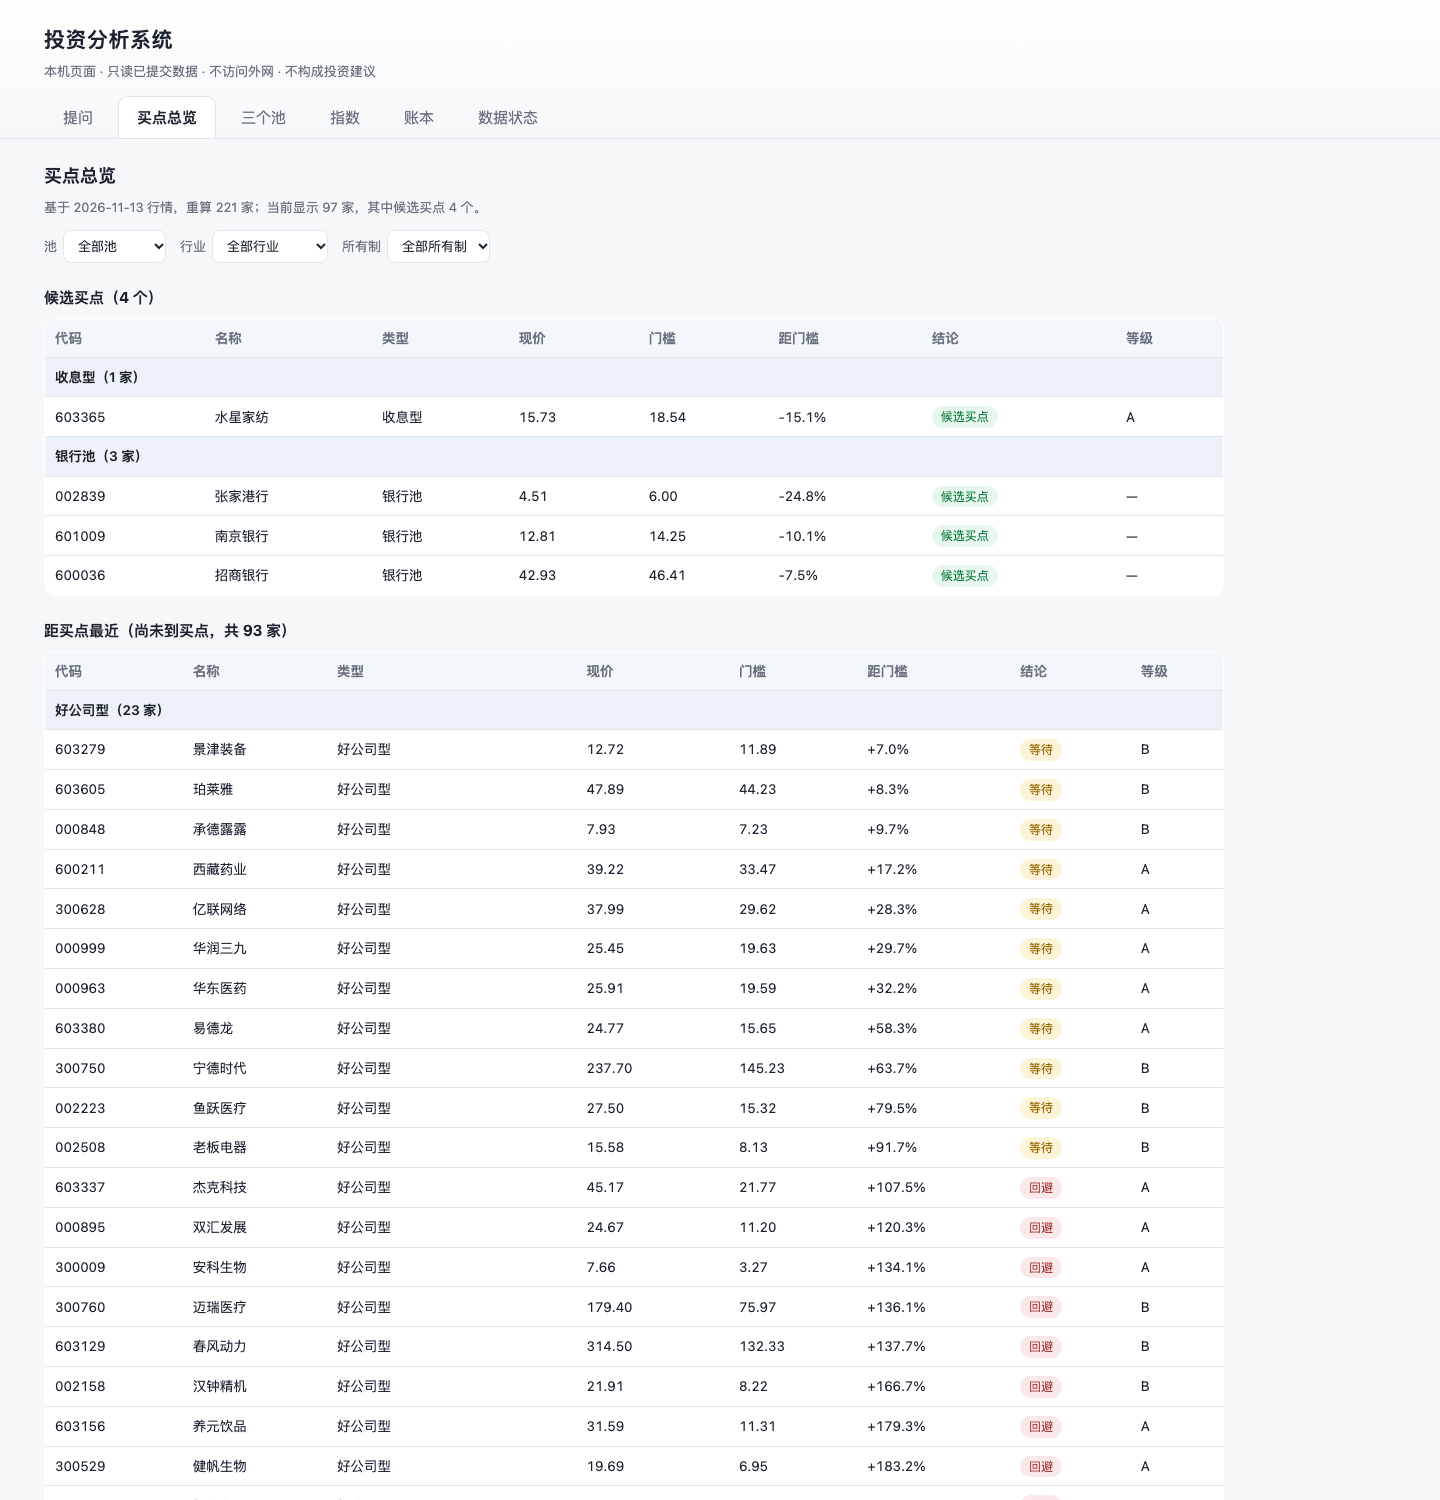 投资分析系统
本机页面 · 只读已提交数据 · 不访问外网 · 不构成投资建议
提问 买点总览 三个池 指数 账本 数据状态
买点总览
基于 2026-11-13 行情，重算 221 家；当前显示 97 家，其中候选买点 4 个。
池 全部池 行业 全部行业 所有制 全部所有制
候选买点（4 个）
代码 名称 类型 现价 门槛 距门槛 结论 等级
收息型（1 家）
603365 水星家纺 收息型 15.73 18.54 -15.1% 候选买点 A
银行池（3 家）
002839 张家港行 银行池 4.51 6.00 -24.8% 候选买点 —
601009 南京银行 银行池 12.81 14.25 -10.1% 候选买点 —
600036 招商银行 银行池 42.93 46.41 -7.5% 候选买点 —
距买点最近（尚未到买点，共 93 家）
代码 名称 类型 现价 门槛 距门槛 结论 等级
好公司型（23 家）
603279 景津装备 好公司型 12.72 11.89 +7.0% 等待 B
603605 珀莱雅 好公司型 47.89 44.23 +8.3% 等待 B
000848 承德露露 好公司型 7.93 7.23 +9.7% 等待 B
600211 西藏药业 好公司型 39.22 33.47 +17.2% 等待 A
300628 亿联网络 好公司型 37.99 29.62 +28.3% 等待 A
000999 华润三九 好公司型 25.45 19.63 +29.7% 等待 A
000963 华东医药 好公司型 25.91 19.59 +32.2% 等待 A
603380 易德龙 好公司型 24.77 15.65 +58.3% 等待 A
300750 宁德时代 好公司型 237.70 145.23 +63.7% 等待 B
002223 鱼跃医疗 好公司型 27.50 15.32 +79.5% 等待 B
002508 老板电器 好公司型 15.58 8.13 +91.7% 等待 B
603337 杰克科技 好公司型 45.17 21.77 +107.5% 回避 A
000895 双汇发展 好公司型 24.67 11.20 +120.3% 回避 A
300009 安科生物 好公司型 7.66 3.27 +134.1% 回避 A
300760 迈瑞医疗 好公司型 179.40 75.97 +136.1% 回避 B
603129 春风动力 好公司型 314.50 132.33 +137.7% 回避 B
002158 汉钟精机 好公司型 21.91 8.22 +166.7% 回避 B
603156 养元饮品 好公司型 31.59 11.31 +179.3% 回避 A
300529 健帆生物 好公司型 19.69 6.95 +183.2% 回避 A